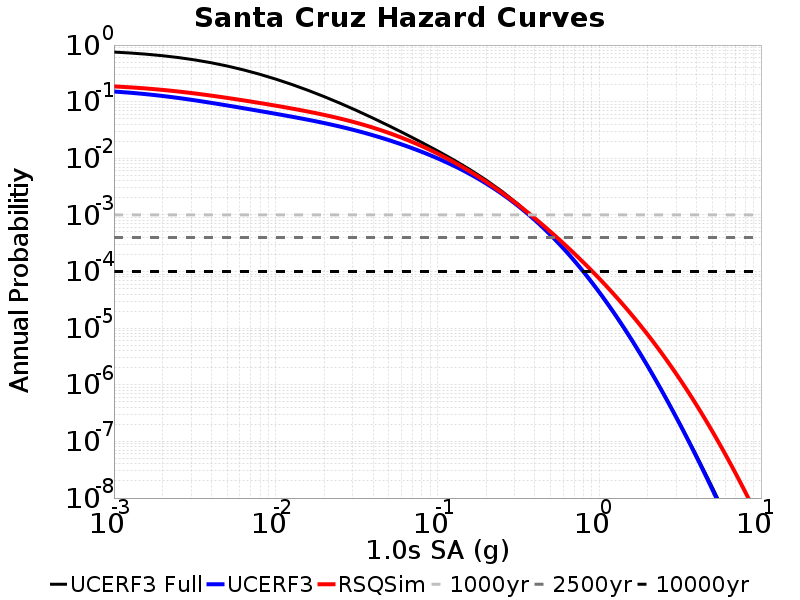 Santa Cruz Hazard Curves
10^0
10^-1
10^-2
10^-3
10^-4
10^-5
10^-6
10^-7
10^-8
Annual Probabilitiy
10^-3 10^-2 10^-1 10^0 10^1
1.0s SA (g)
UCERF3 Full UCERF3 RSQSim 1000yr 2500yr 10000yr